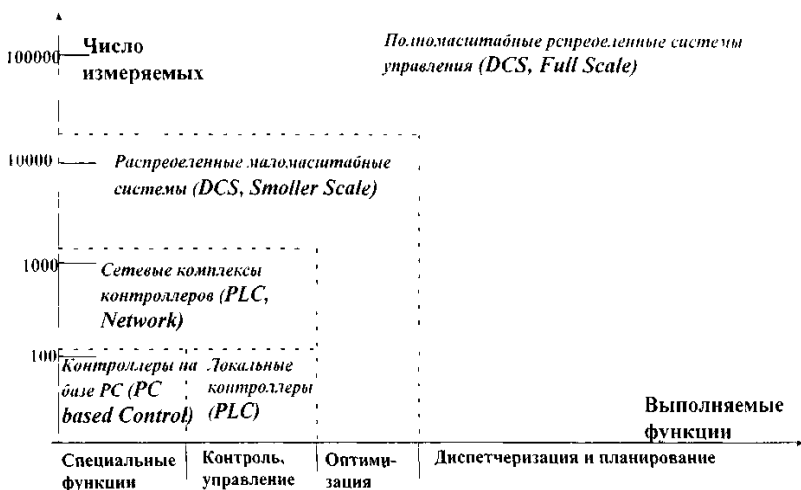 Число
измеряемых
Полномасштабные рспределенные системы
управления (DCS, Full Scale)
100000
10000
Распределенные маломасштабные
системы (DCS, Smoller Scale)
1000
Сетевые комплексы
контроллеров (PLC,
Network)
100
Контроллеры на
базе PC (PC
based Control)
Локальные
контроллеры
(PLC)
Выполняемые
функции
Специальные
функции
Контроль,
управление
Оптими-
зация
Диспетчеризация и планирование